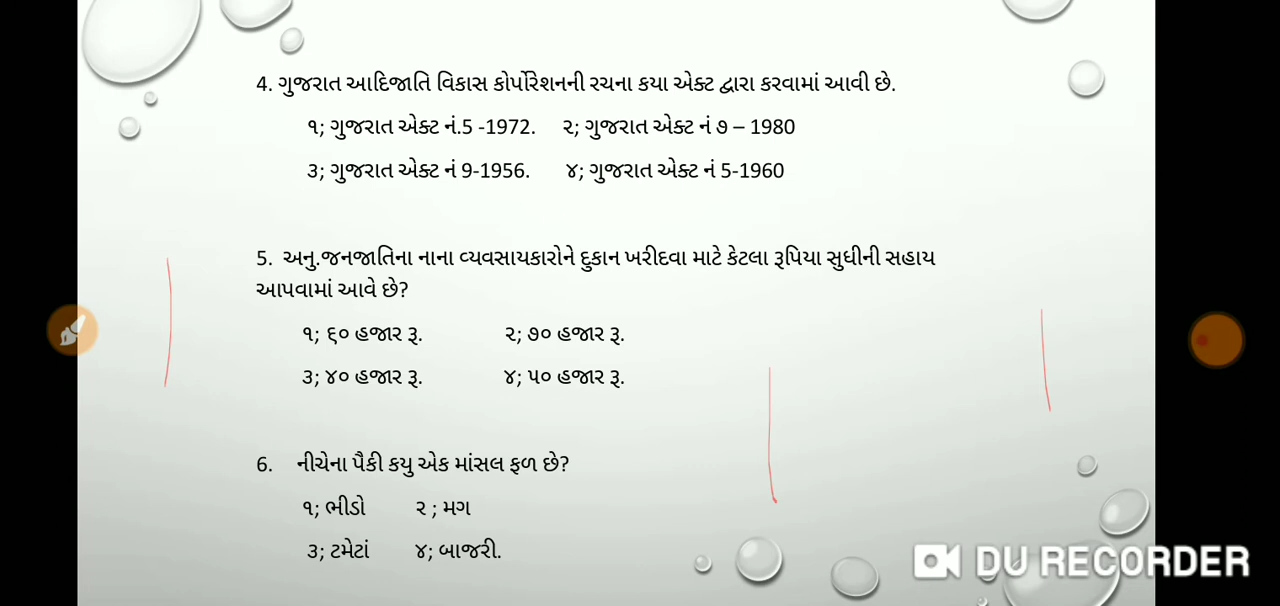 4. ગુજરાત આદિજાતિ વિકાસ કોર્પોરેશનની રચના કયા એક્ટ દ્વારા કરવામાં આવી છે.
૧; ગુજરાત એક્ટ નં.5 -1972. ૨; ગુજરાત એક્ટ નં ૭ – 1980
૩; ગુજરાત એક્ટ નં 9-1956. ૪; ગુજરાત એક્ટ નં 5-1960
5. અનુ.જનજાતિના નાના વ્યવસાયકારોને દુકાન ખરીદવા માટે કેટલા રૂપિયા સુધીની સહાય
આપવામાં આવે છે?
૧; ૬૦ હજાર રૂ. ૨; ૭૦ હજાર રૂ.
૩; ૪૦ હજાર રૂ. ૪; ૫૦ હજાર રૂ.
6. નીચેના પૈકી કયુ એક માંસલ ફળ છે?
૧; ભીડો ૨ ; મગ
૩; ટમેટાં ૪; બાજરી.
DU RECORDER